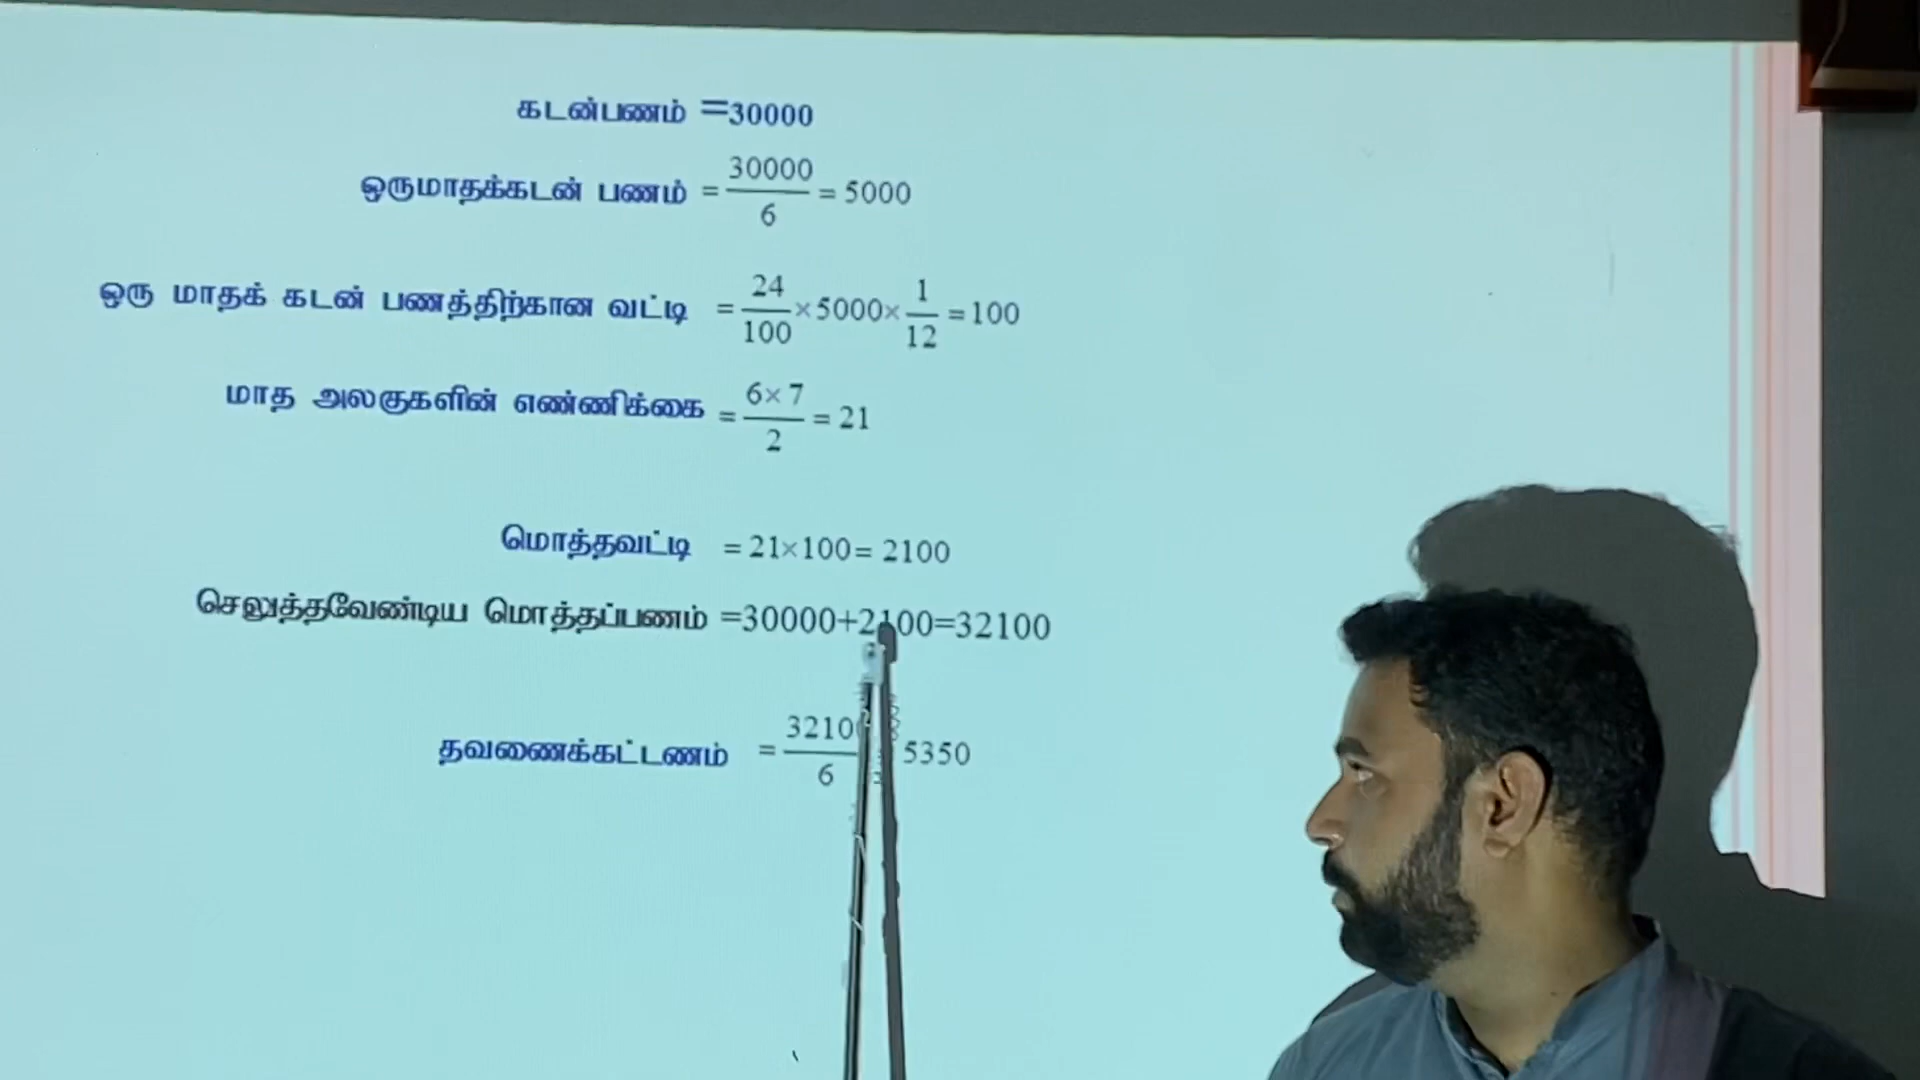 கடன்பணம் =30000
ஒருமாதக்கடன் பணம் = 30000/6 = 5000
ஒரு மாதக் கடன் பணத்திற்கான வட்டி = 24/100 ×5000× 1/12 =100
மாத அலகுகளின் எண்ணிக்கை = 6×7/2 = 21
மொத்தவட்டி = 21×100= 2100
செலுத்தவேண்டிய மொத்தப்பணம் =30000+2100=32100
தவணைக்கட்டணம் = 32100/6 = 5350